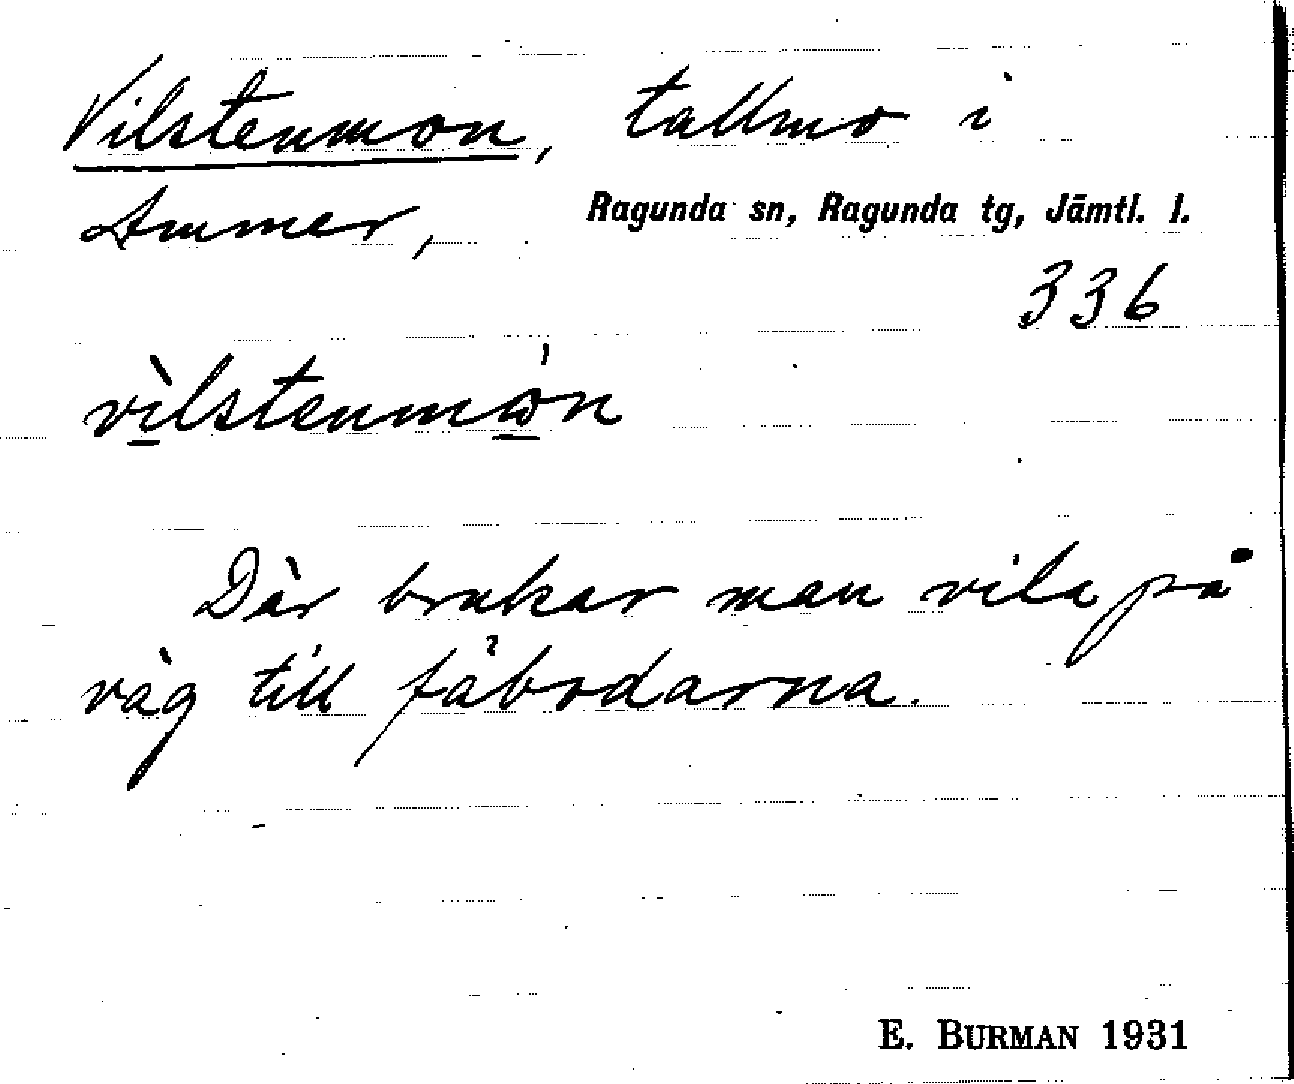 Vilstenmon, tallmo i
Ammer, Ragunda sn, Ragunda tg, Jämtl. l.
336
vìlstenmón
Där brukar man vila på
väg till fäbodarna.
E. BURMAN 1931